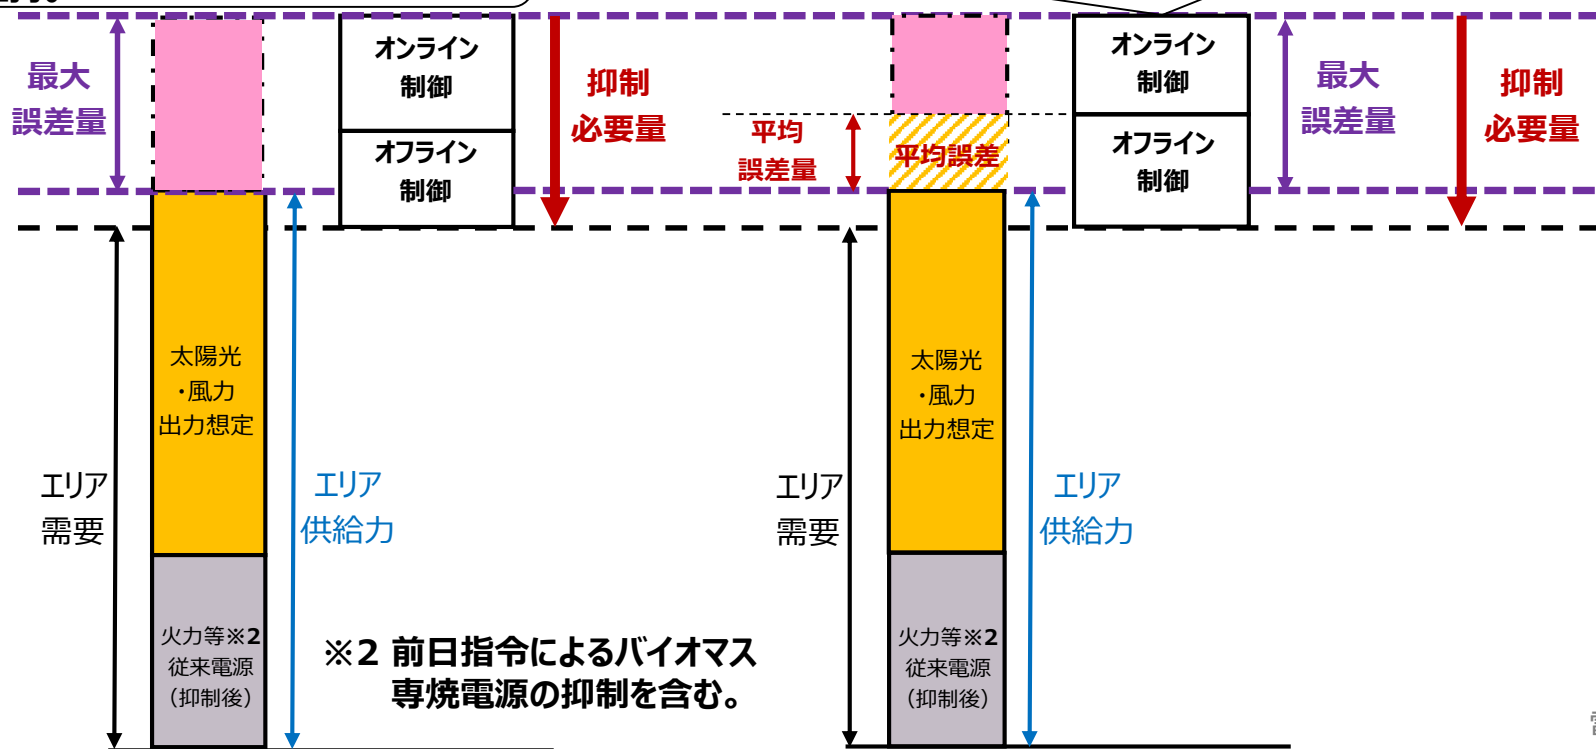 最大
誤差量
オンライン
制御
オフライン
制御
抑制
必要量
太陽光
・風力
出力想定
エリア
需要
エリア
供給力
火力等※2
従来電源
（抑制後）
※2 前日指令によるバイオマス
専焼電源の抑制を含む。
平均
誤差量
平均誤差
オンライン
制御
オフライン
制御
最大
誤差量
抑制
必要量
太陽光
・風力
出力想定
エリア
需要
エリア
供給力
火力等※2
従来電源
（抑制後）